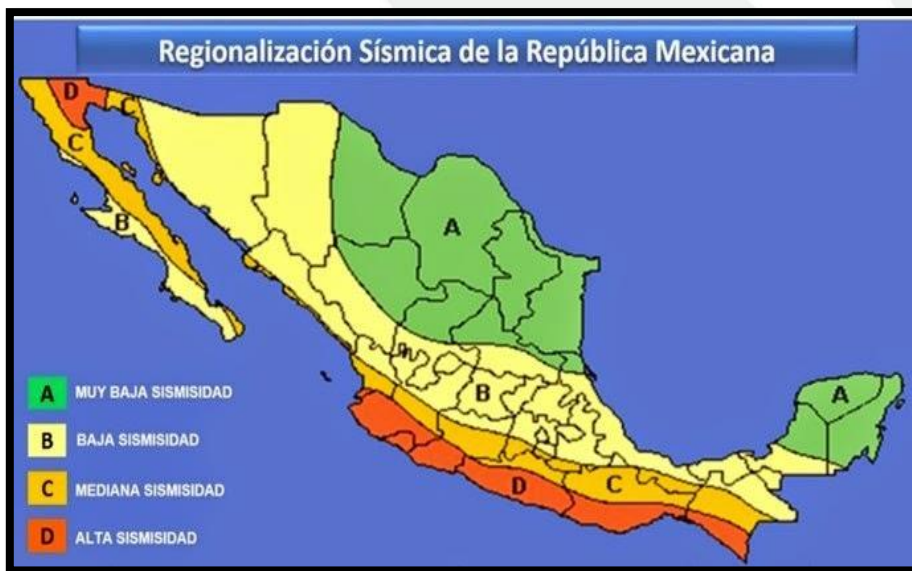 Regionalización Sísmica de la República Mexicana
D
C
C
B
A
B
A
D
C
A MUY BAJA SISMISIDAD
B BAJA SISMISIDAD
C MEDIANA SISMISIDAD
D ALTA SISMISIDAD